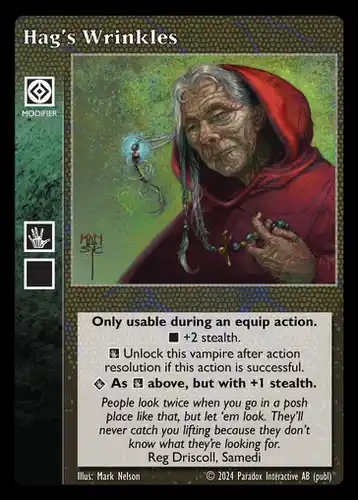 Hag's Wrinkles
MODIFIER
Only usable during an equip action.
+2 stealth.
Unlock this vampire after action
resolution if this action is successful.
As above, but with +1 stealth.
People look twice when you go in a posh
place like that, but let 'em look. They'll
never catch you lifting because they don't
know what they're looking for.
Reg Driscoll, Samedi
Illus: Mark Nelson
© 2024 Paradox Interactive AB (publ)